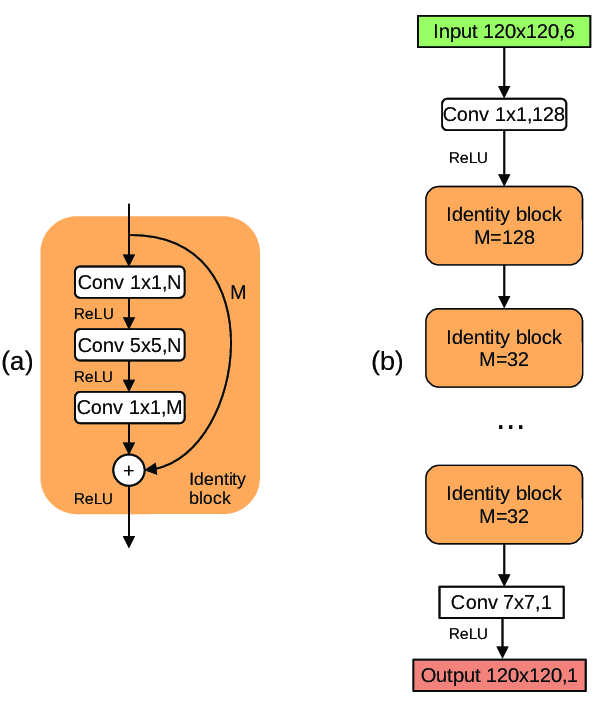 (a)
Conv 1x1,N
ReLU
M
Conv 5x5,N
ReLU
Conv 1x1,M
+
ReLU
Identity
block
(b)
Input 120x120,6
Conv 1x1,128
ReLU
Identity block
M=128
Identity block
M=32
...
Identity block
M=32
Conv 7x7,1
ReLU
Output 120x120,1